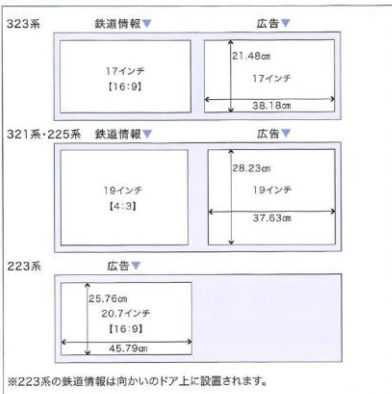 323系 鉄道情報▼ 広告▼
17インチ
【16:9】
21.48cm
17インチ
38.18cm
321系・225系 鉄道情報▼ 広告▼
19インチ
【4:3】
28.23cm
19インチ
37.63cm
223系 広告▼
25.76cm
20.7インチ
【16:9】
45.79cm
※223系の鉄道情報は向かいのドア上に設置されます。